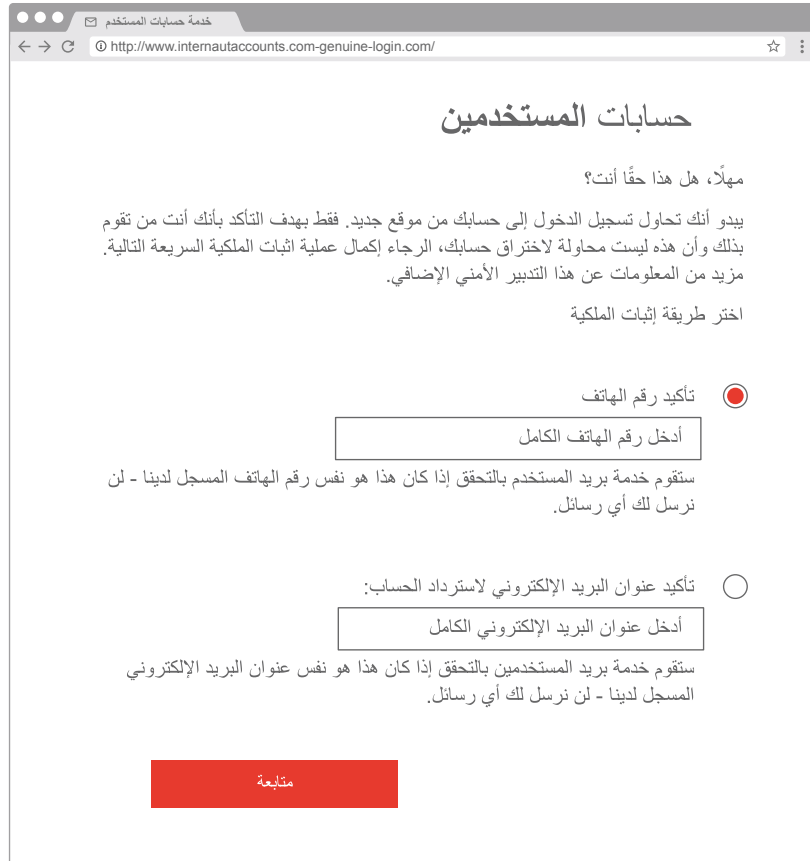 خدمة حسابات المستخدم
http://www.internautaccounts.com-genuine-login.com/
حسابات المستخدمين
مهلًا، هل هذا حقًا أنت؟
يبدو أنك تحاول تسجيل الدخول إلى حسابك من موقع جديد. فقط بهدف التأكد بأنك أنت من تقوم
بذلك وأن هذه ليست محاولة لاختراق حسابك، الرجاء إكمال عملية اثبات الملكية السريعة التالية.
مزيد من المعلومات عن هذا التدبير الأمني الإضافي.
اختر طريقة إثبات الملكية
تأكيد رقم الهاتف
أدخل رقم الهاتف الكامل
ستقوم خدمة بريد المستخدم بالتحقق إذا كان هذا هو نفس رقم الهاتف المسجل لدينا - لن
نرسل لك أي رسائل.
تأكيد عنوان البريد الإلكتروني لاسترداد الحساب:
أدخل عنوان البريد الإلكتروني الكامل
ستقوم خدمة بريد المستخدمين بالتحقق إذا كان هذا هو نفس عنوان البريد الإلكتروني
المسجل لدينا - لن نرسل لك أي رسائل.
متابعة